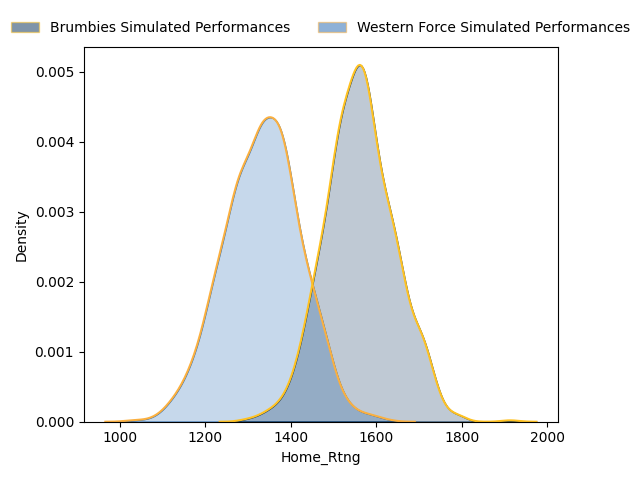 Brumbies Simulated Performances Western Force Simulated Performances
0.005
0.004
0.003
0.002
0.001
0.000
Density
1000 1200 1400 1600 1800 2000
Home_Rtng